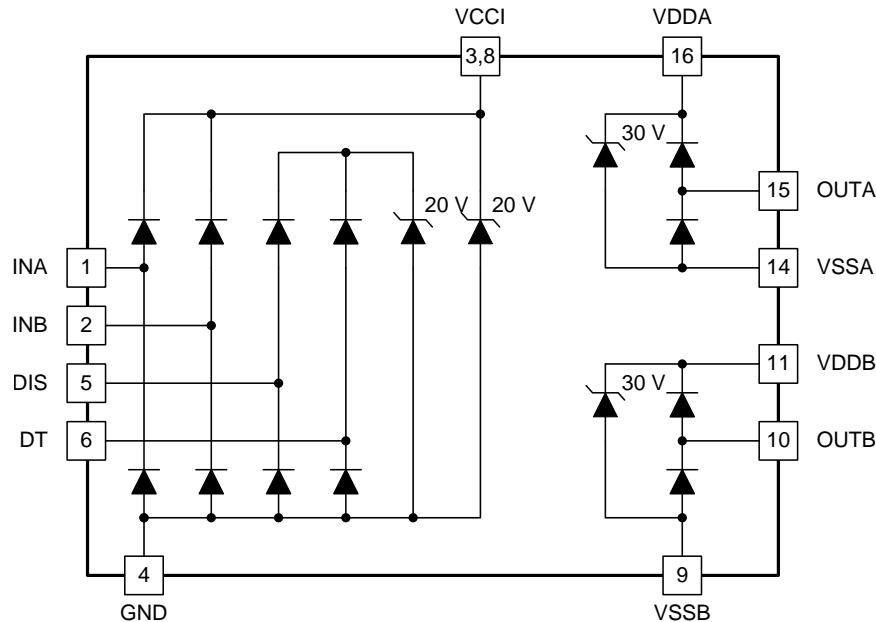 VCCI
VDDA
3,8
16
30 V
15
OUTA
20 V
20 V
INA
1
14
VSSA
INB
2
11
VDDB
DIS
5
30 V
DT
6
10
OUTB
4
9
GND
VSSB